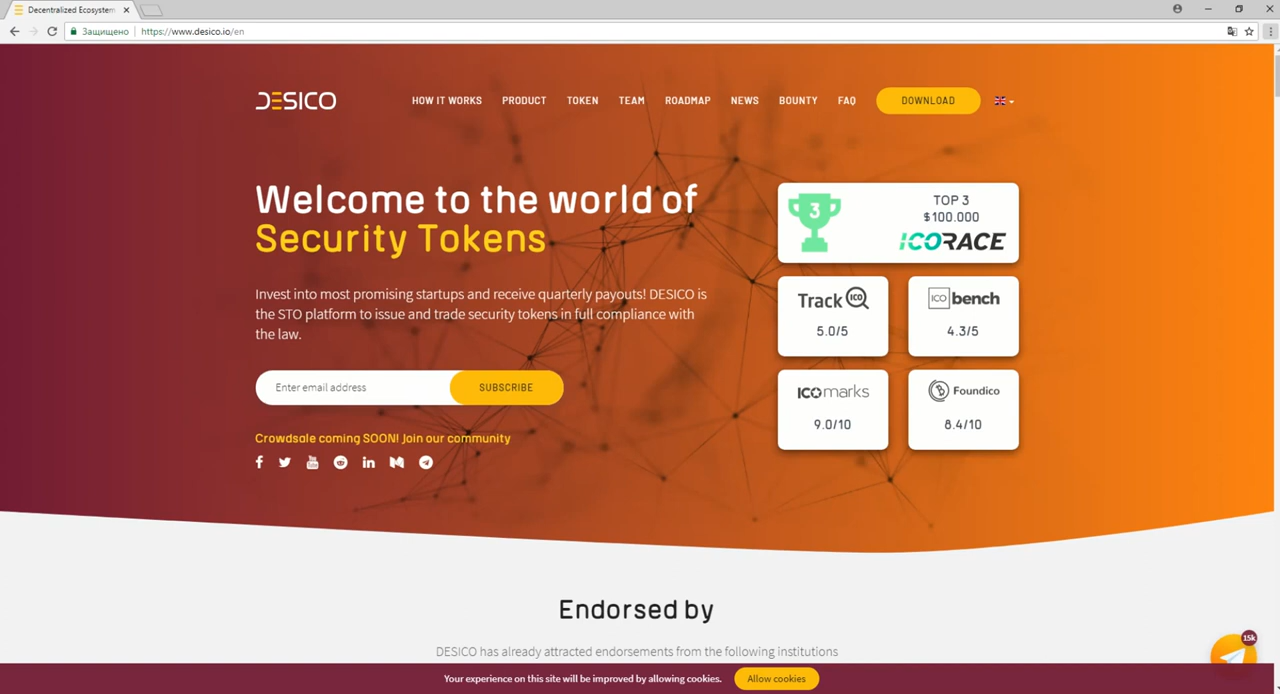 Decentralized Ecosystem
Защищено
https://www.desico.io/en
DESICO
HOW IT WORKS
PRODUCT
TOKEN
TEAM
ROADMAP
NEWS
BOUNTY
FAQ
DOWNLOAD
Welcome to the world of
Security Tokens
Invest into most promising startups and receive quarterly payouts! DESICO is
the STO platform to issue and trade security tokens in full compliance with
the law.
Enter email address
SUBSCRIBE
Crowdsale coming SOON! Join our community
3
TOP 3
$100.000
ICORACE
Track ICO
5.0/5
ICO bench
4.3/5
ICOmarks
9.0/10
Foundico
8.4/10
Endorsed by
DESICO has already attracted endorsements from the following institutions
15k
Your experience on this site will be improved by allowing cookies.
Allow cookies